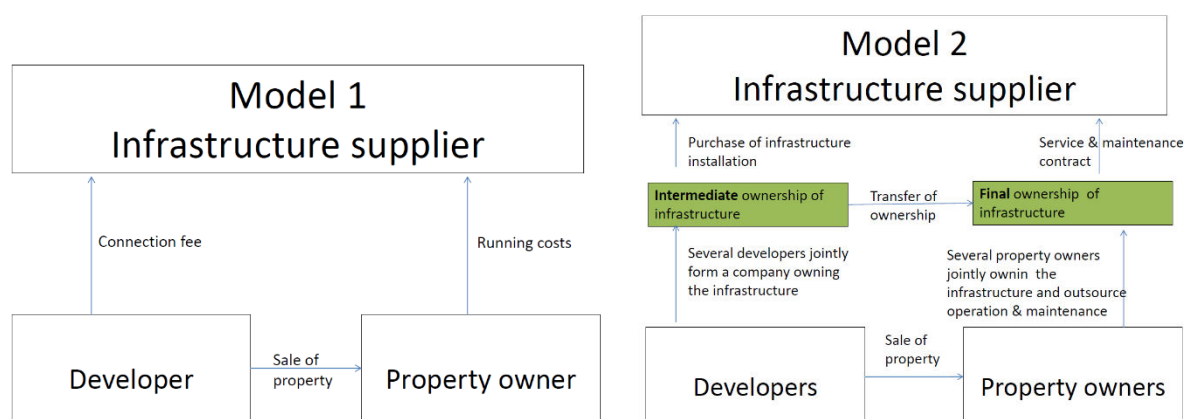 Model 1
Infrastructure supplier
Connection fee
Running costs
Developer
Sale of
property
Property owner
Model 2
Infrastructure supplier
Purchase of infrastructure
installation
Service & maintenance
contract
Intermediate ownership of
infrastructure
Transfer of
ownership
Final ownership of
infrastructure
Several developers jointly
form a company owning
the infrastructure
Several property owners
jointly ownin the
infrastructure and outsource
operation & maintenance
Developers
Sale of
property
Property owners